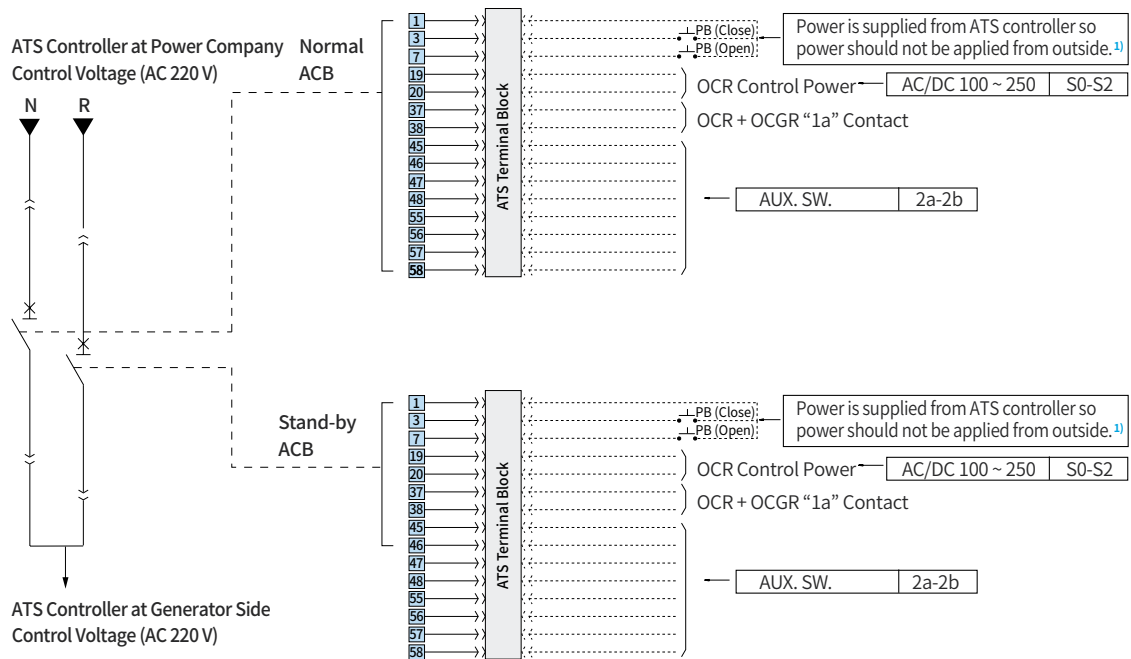 ATS Controller at Power Company
Control Voltage (AC 220 V)
N R
Normal
ACB
1
3
7
19
20
37
38
45
46
47
48
55
56
57
58
ATS Terminal Block
PB (Close)
PB (Open)
Power is supplied from ATS controller so
power should not be applied from outside.1)
OCR Control Power AC/DC 100 ~ 250 S0-S2
OCR + OCGR “1a” Contact
AUX. SW. 2a-2b
Stand-by
ACB
1
3
7
19
20
37
38
45
46
47
48
55
56
57
58
ATS Terminal Block
PB (Close)
PB (Open)
Power is supplied from ATS controller so
power should not be applied from outside.1)
OCR Control Power AC/DC 100 ~ 250 S0-S2
OCR + OCGR “1a” Contact
AUX. SW. 2a-2b
ATS Controller at Generator Side
Control Voltage (AC 220 V)